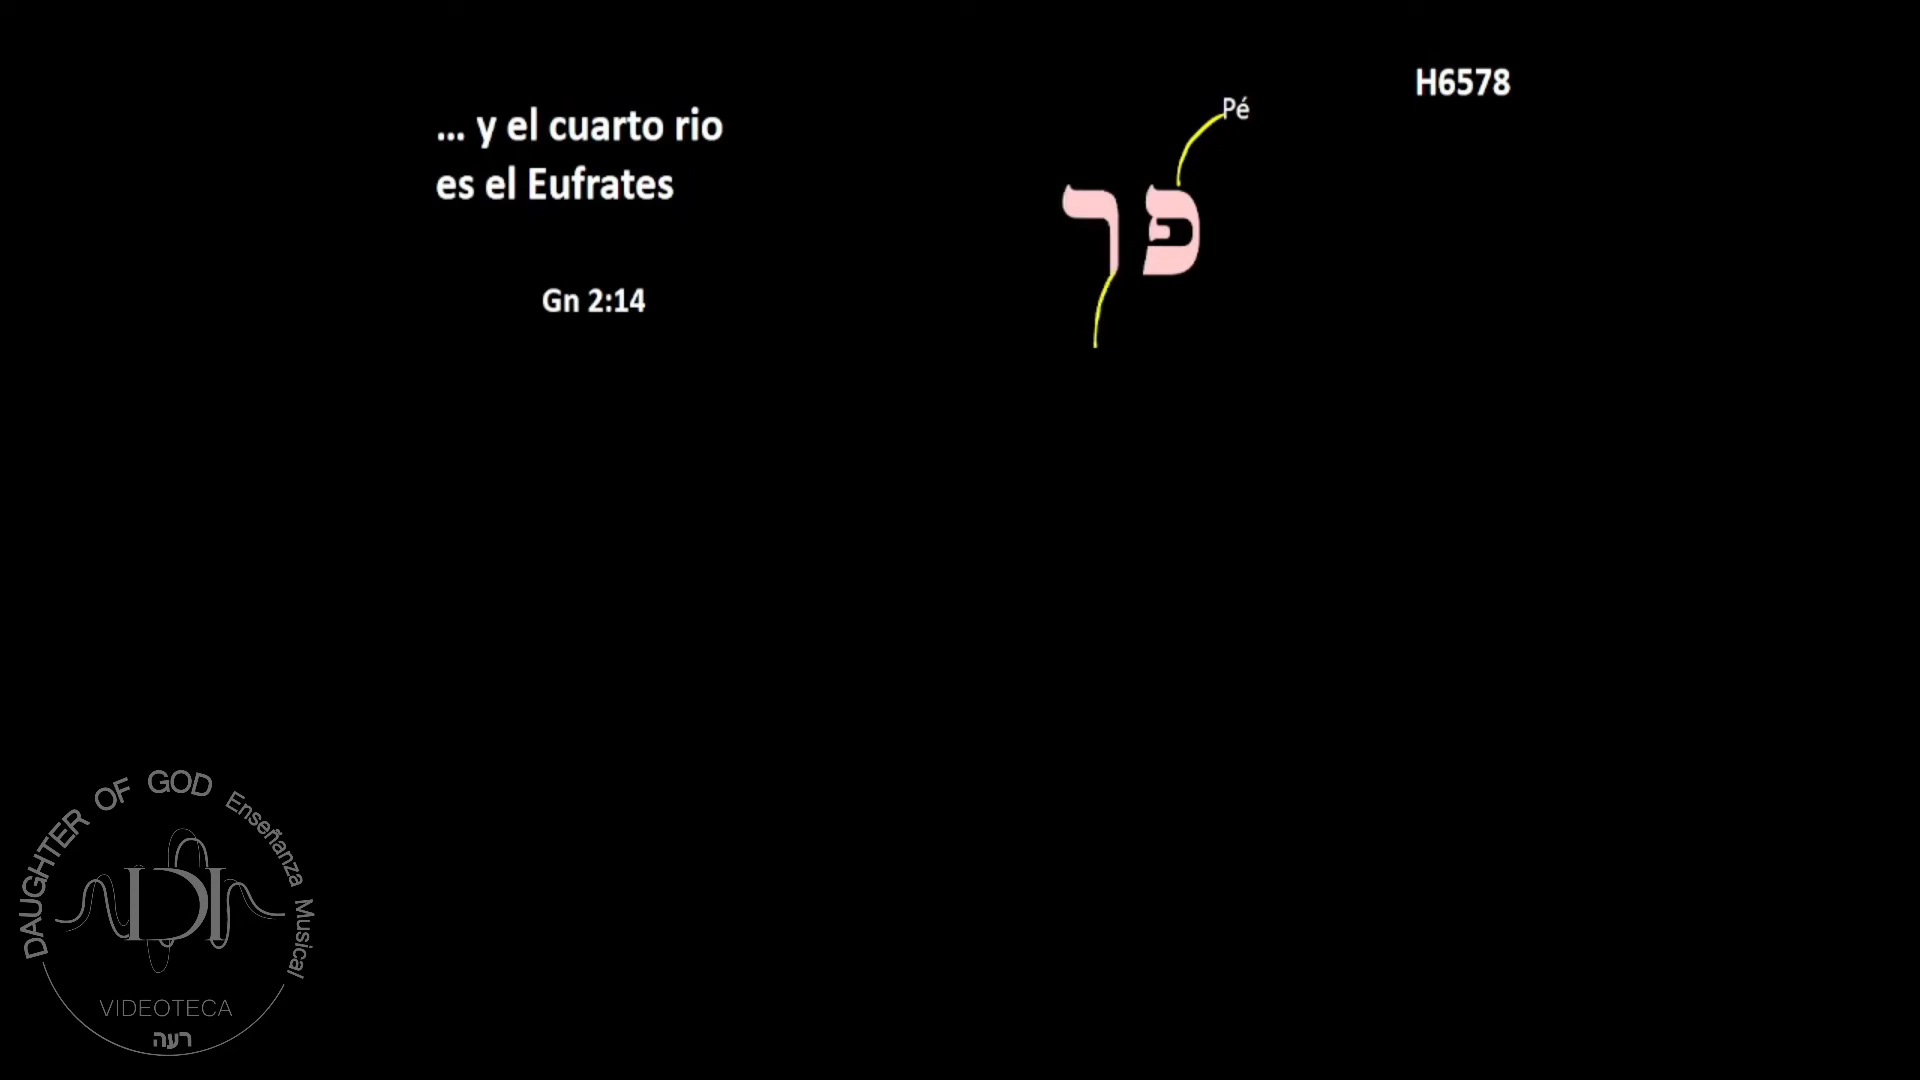 ... y el cuarto rio
es el Eufrates
Gn 2:14
H6578
Pé
פר
DAUGHTER OF GOD Enseñanza Musical
DI
VIDEOTECA
רעה